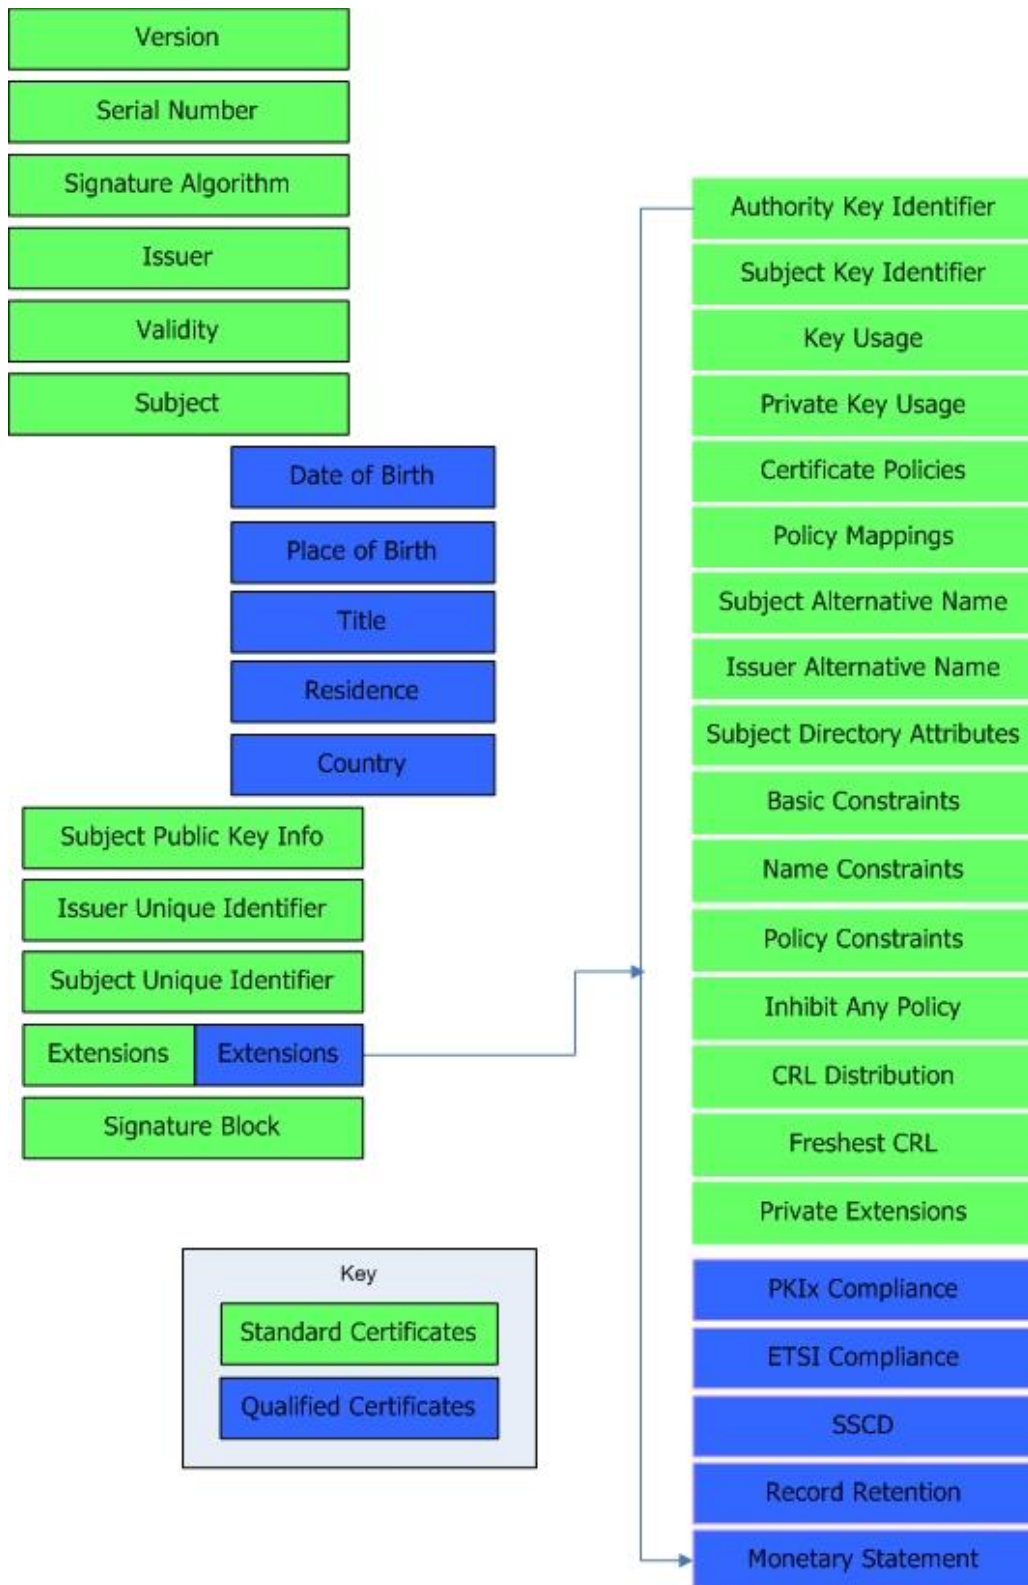 Version
Serial Number
Signature Algorithm
Issuer
Validity
Subject
Date of Birth
Place of Birth
Title
Residence
Country
Subject Public Key Info
Issuer Unique Identifier
Subject Unique Identifier
Extensions Extensions
Signature Block
Authority Key Identifier
Subject Key Identifier
Key Usage
Private Key Usage
Certificate Policies
Policy Mappings
Subject Alternative Name
Issuer Alternative Name
Subject Directory Attributes
Basic Constraints
Name Constraints
Policy Constraints
Inhibit Any Policy
CRL Distribution
Freshest CRL
Private Extensions
PKIx Compliance
ETSI Compliance
SSCD
Record Retention
Monetary Statement
Key
Standard Certificates
Qualified Certificates